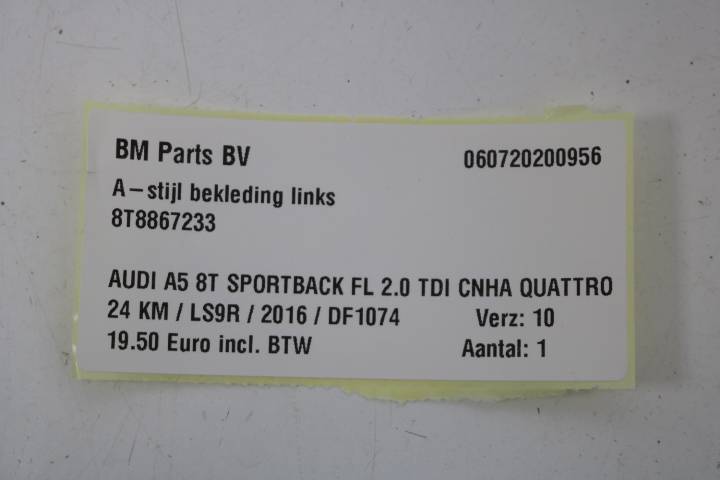 BM Parts BV 060720200956
A-stijl bekleding links
8T8867233
AUDI A5 8T SPORTBACK FL 2.0 TDI CNHA QUATTRO
24 KM / LS9R / 2016 / DF1074 Verz: 10
19.50 Euro incl. BTW Aantal: 1